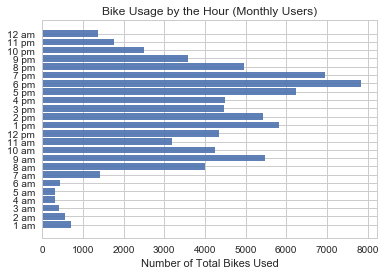 Bike Usage by the Hour (Monthly Users)
12 am
11 pm
10 pm
9 pm
8 pm
7 pm
6 pm
5 pm
4 pm
3 pm
2 pm
1 pm
12 pm
11 am
10 am
9 am
8 am
7 am
6 am
5 am
4 am
3 am
2 am
1 am
0 1000 2000 3000 4000 5000 6000 7000 8000
Number of Total Bikes Used